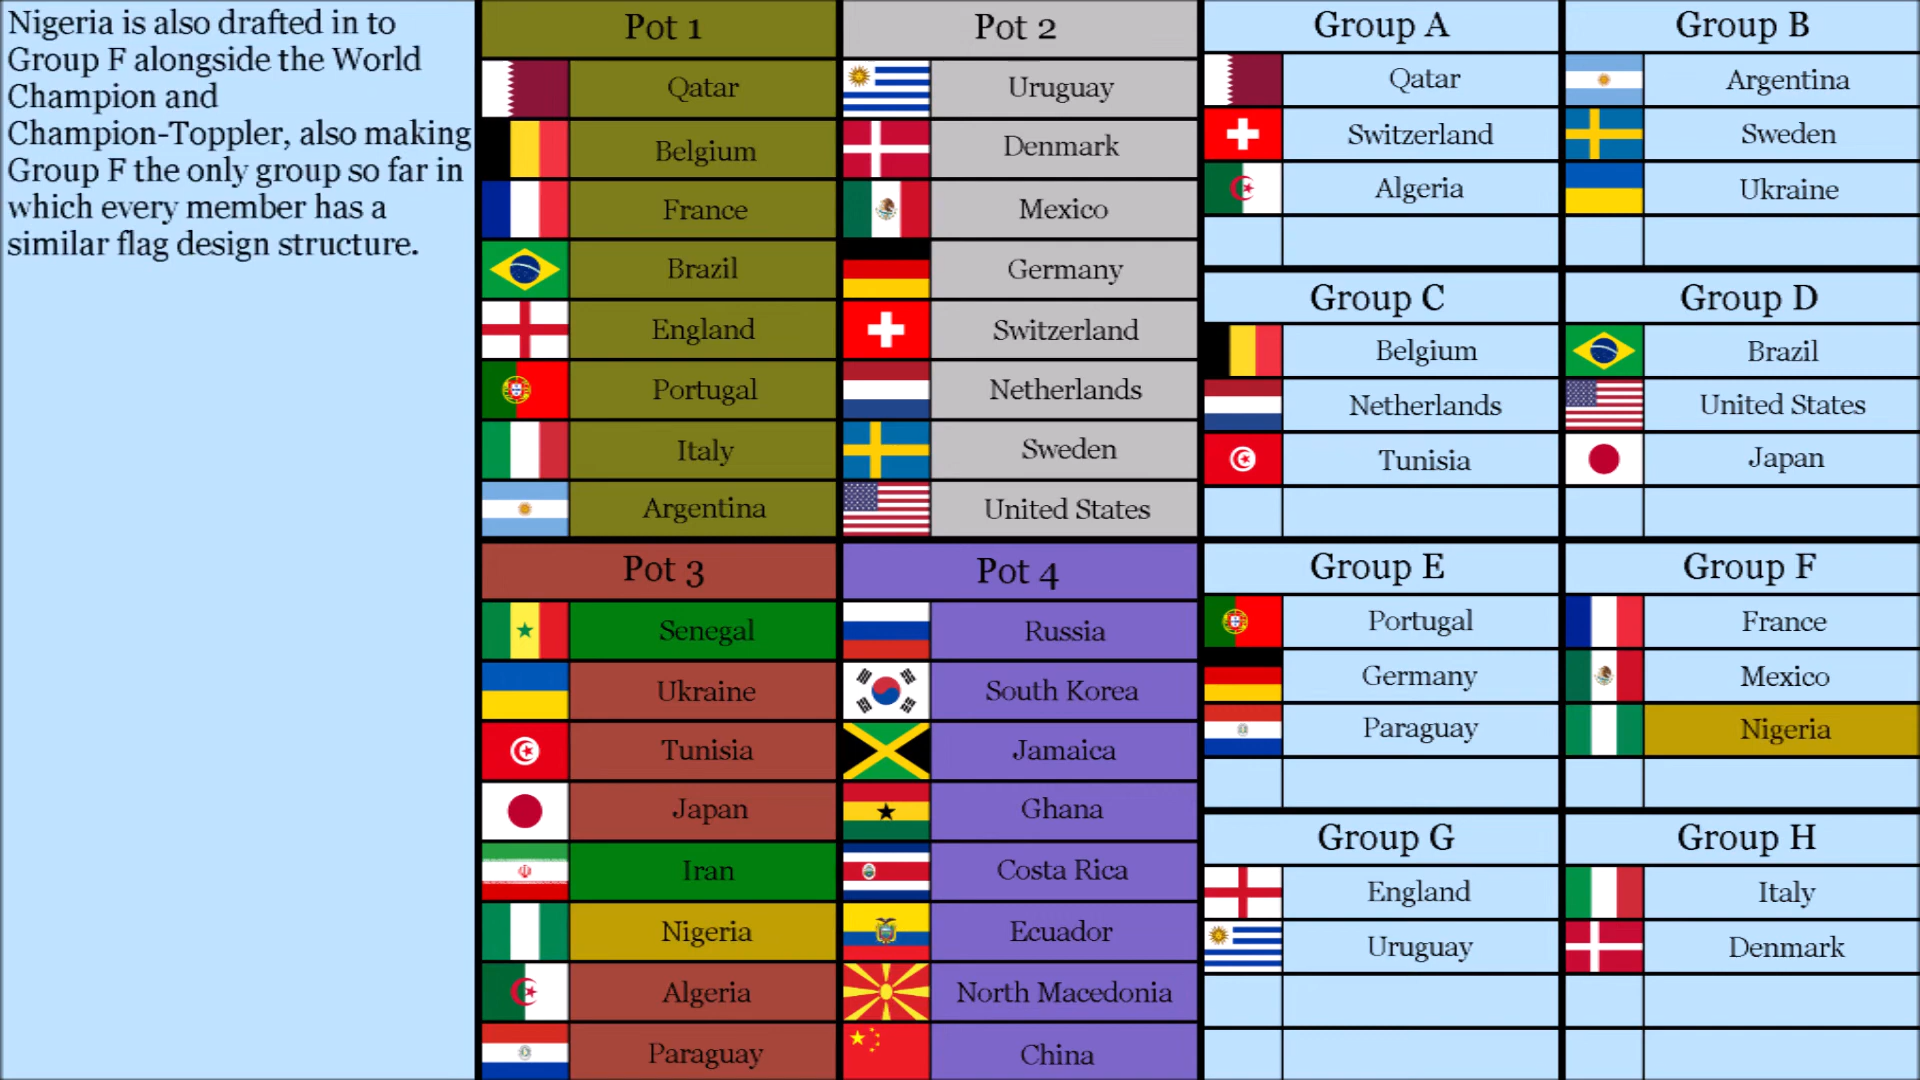 Nigeria is also drafted in to
Group F alongside the World
Champion and
Champion-Toppler, also making
Group F the only group so far in
which every member has a
similar flag design structure.
Pot 1
Qatar
Belgium
France
Brazil
England
Portugal
Italy
Argentina
Pot 2
Uruguay
Denmark
Mexico
Germany
Switzerland
Netherlands
Sweden
United States
Pot 3
Senegal
Ukraine
Tunisia
Japan
Iran
Nigeria
Algeria
Paraguay
Pot 4
Russia
South Korea
Jamaica
Ghana
Costa Rica
Ecuador
North Macedonia
China
Group A
Qatar
Switzerland
Algeria
Group B
Argentina
Sweden
Ukraine
Group C
Belgium
Netherlands
Tunisia
Group D
Brazil
United States
Japan
Group E
Portugal
Germany
Paraguay
Group F
France
Mexico
Nigeria
Group G
England
Uruguay
Group H
Italy
Denmark